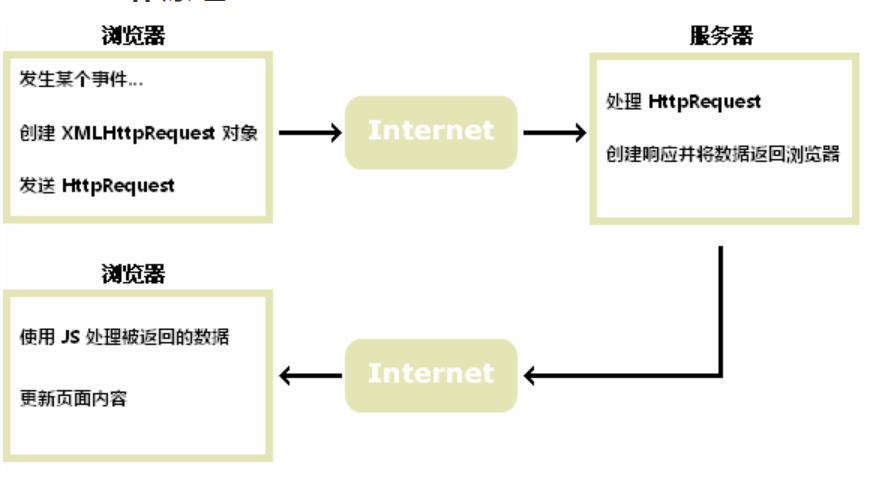 浏览器
发生某个事件...
创建 XMLHttpRequest 对象
发送 HttpRequest
Internet
服务器
处理 HttpRequest
创建响应并将数据返回浏览器
浏览器
使用 JS 处理被返回的数据
更新页面内容
Internet